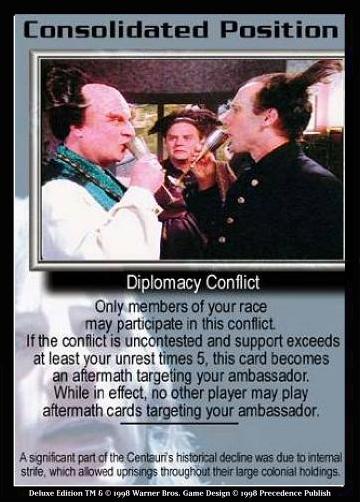 Consolidated Position
Diplomacy Conflict
Only members of your race
may participate in this conflict.
If the conflict is uncontested and support exceeds
at least your unrest times 5, this card becomes
an aftermath targeting your ambassador.
While in effect, no other player may play
aftermath cards targeting your ambassador.
A significant part of the Centauri's historical decline was due to internal
strife, which allowed uprisings throughout their large colonial holdings.
Deluxe Edition TM & © 1998 Warner Bros. Game Design © 1998 Precedence Publish